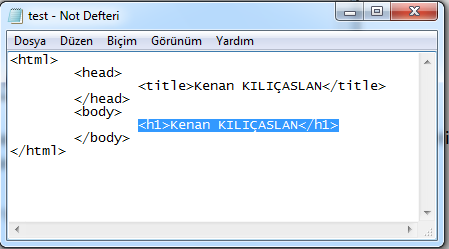 test - Not Defteri
Dosya Düzen Biçim Görünüm Yardım
<html>
<head>
<title>Kenan KILIÇASLAN</title>
</head>
<body>
<h1>Kenan KILIÇASLAN</h1>
</body>
</html>